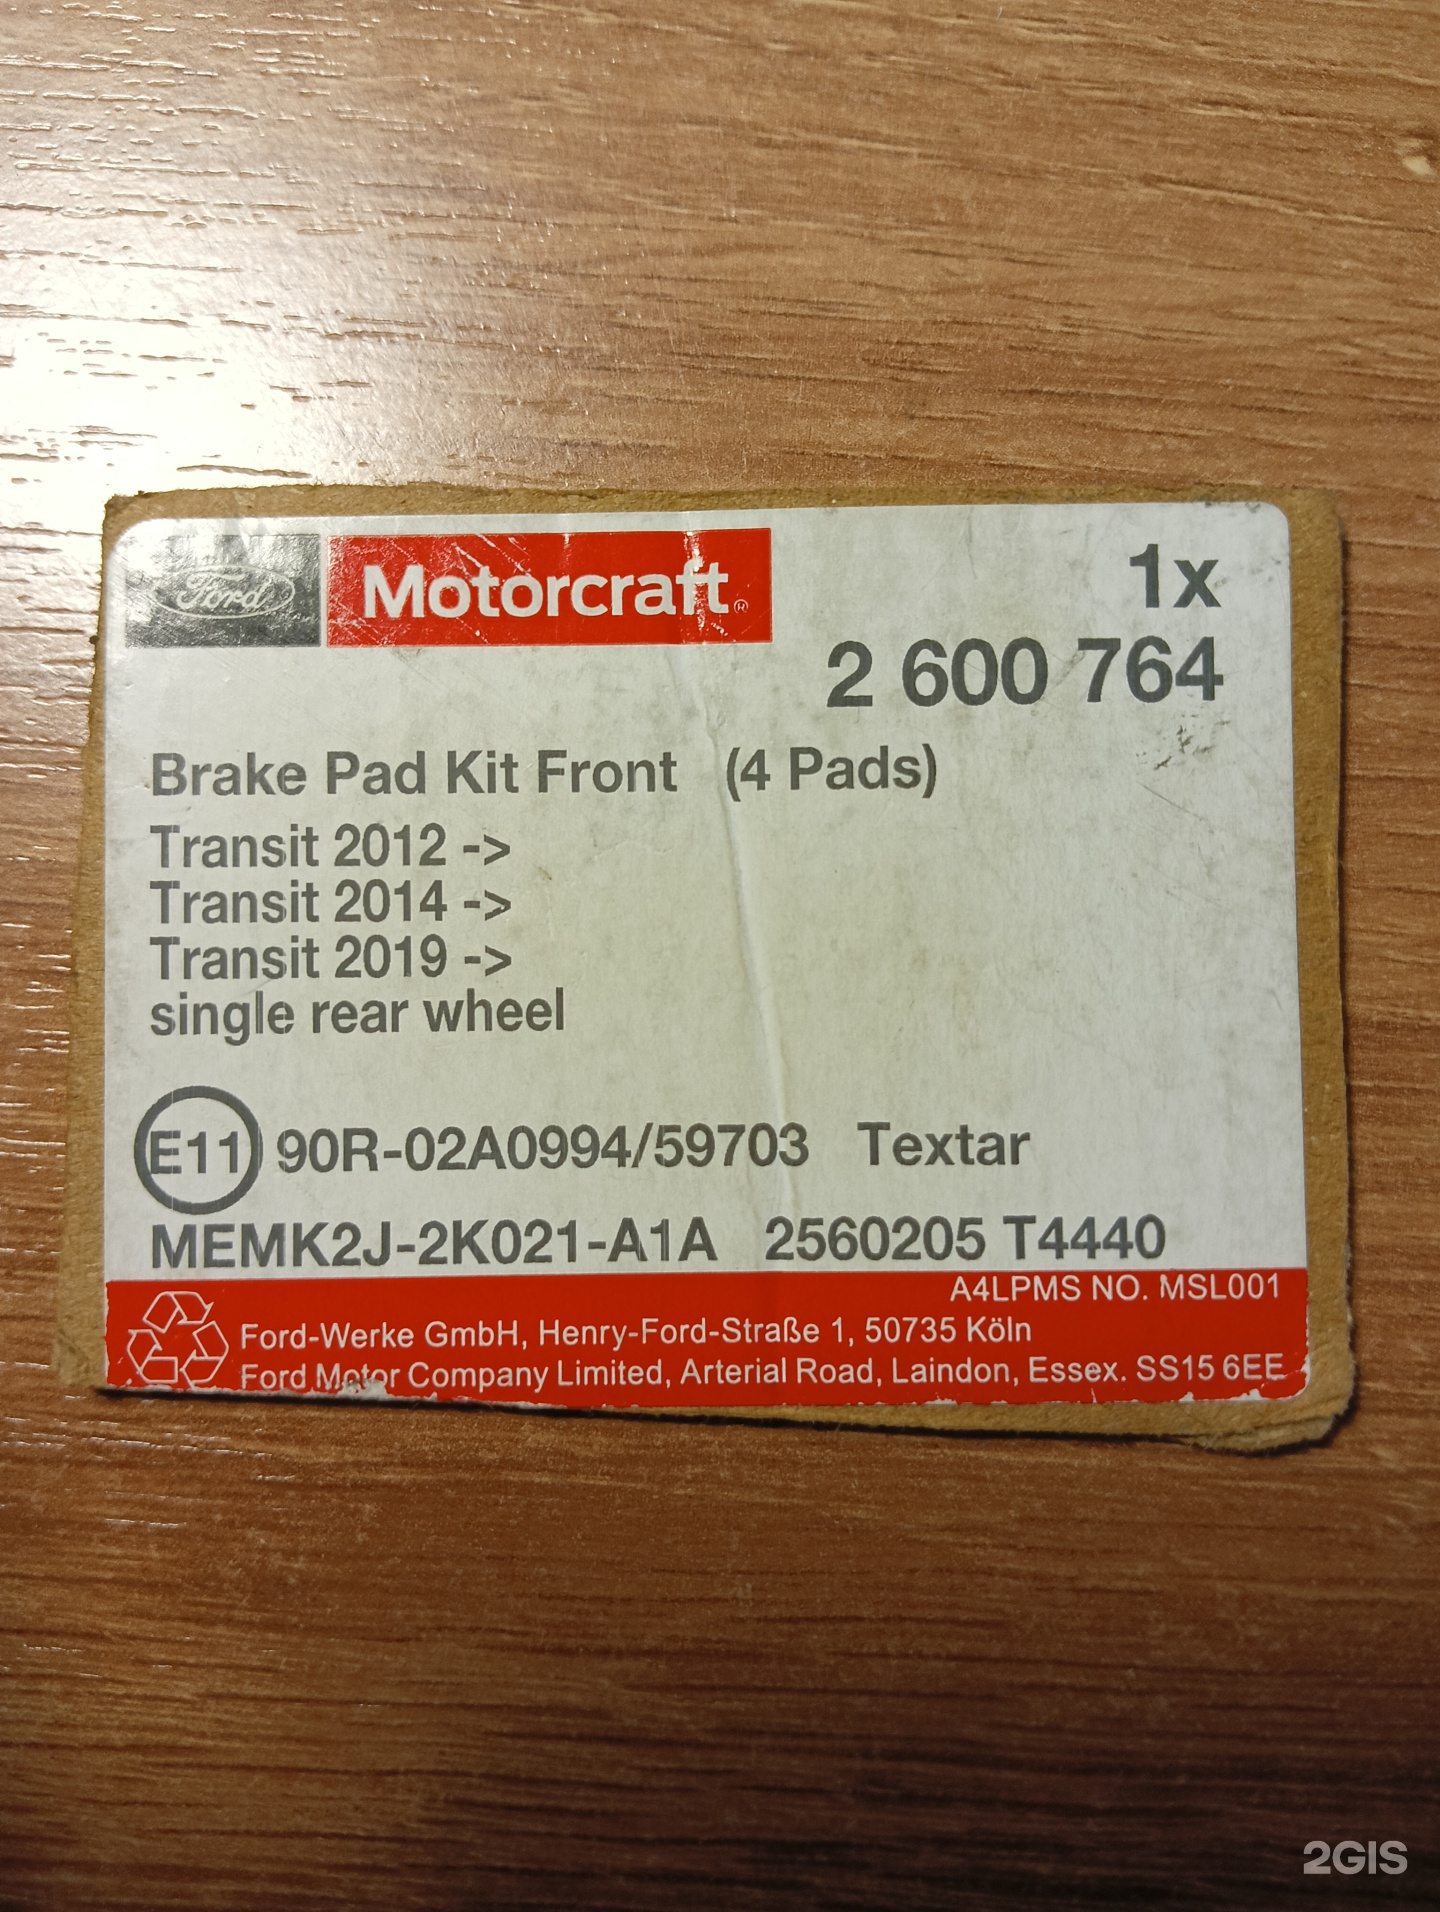 Ford Motorcraft® 1x
2 600 764
Brake Pad Kit Front (4 Pads)
Transit 2012 ->
Transit 2014 ->
Transit 2019 ->
single rear wheel
E11 90R-02A0994/59703 Textar
MEMK2J-2K021-A1A 2560205 T4440
A4LPMS NO. MSL001
Ford-Werke GmbH, Henry-Ford-Straße 1, 50735 Köln
Ford Motor Company Limited, Arterial Road, Laindon, Essex. SS15 6EE
2GIS